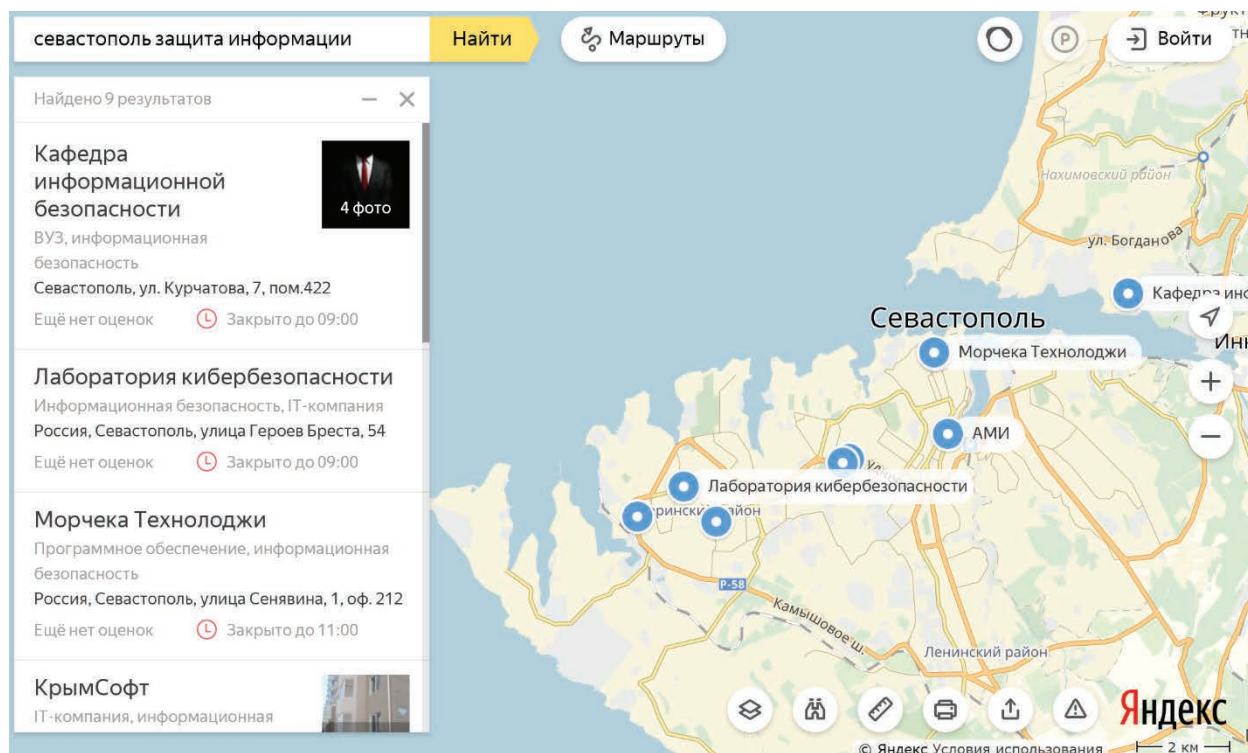 севастополь защита информации
Найти
Маршруты
Войти
Найдено 9 результатов
Кафедра
информационной
безопасности
4 фото
ВУЗ, информационная
безопасность
Севастополь, ул. Курчатова, 7, пом.422
Ещё нет оценок
Закрыто до 09:00
Лаборатория кибербезопасности
Информационная безопасность, IT-компания
Россия, Севастополь, улица Героев Бреста, 54
Ещё нет оценок
Закрыто до 09:00
Морчека Технолоджи
Программное обеспечение, информационная
безопасность
Россия, Севастополь, улица Сенявина, 1, оф. 212
Ещё нет оценок
Закрыто до 11:00
КрымСофт
IT-компания, информационная
P
Нахимовский район
ул. Богданова
Кафедра инф
Севастополь
Инк
Морчека Технолоджи
АМИ
Лаборатория кибербезопасности
район
Р-58
Камышовое ш.
Ленинский район
Яндекс
© Яндекс Условия использования
2 км